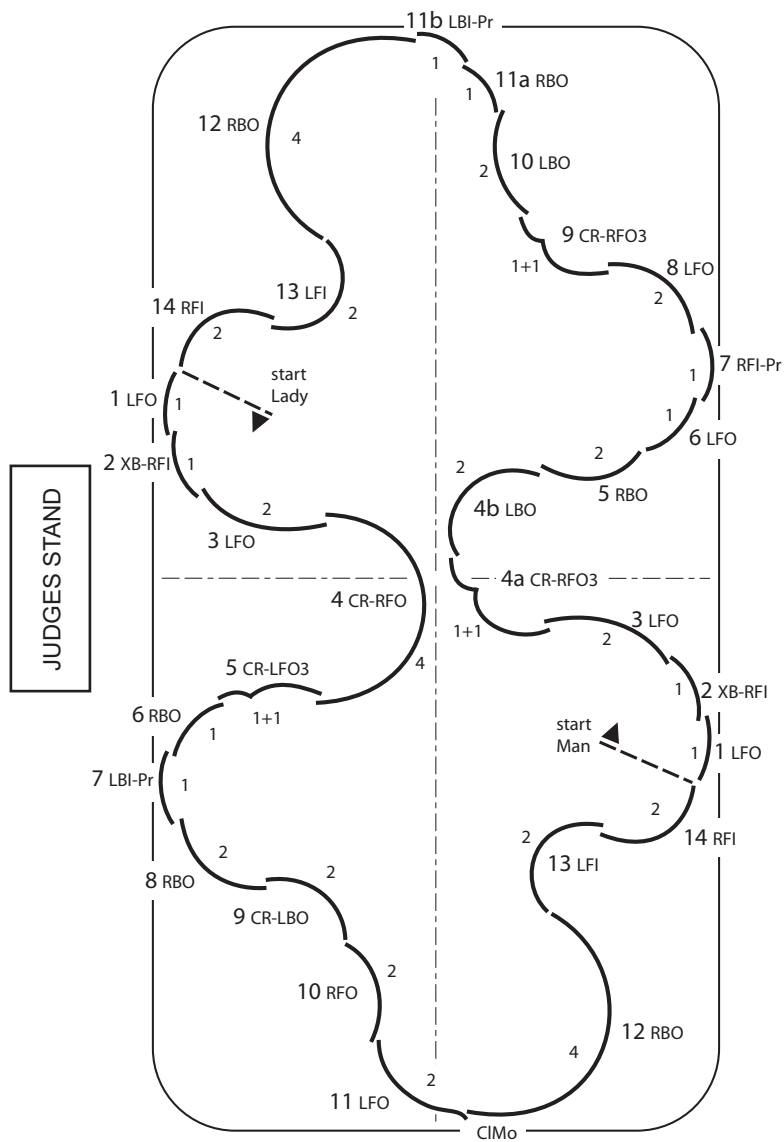 11b LBI-Pr
1
11a RBO
1
12 RBO
4
10 LBO
2
9 CR-RFO3
1+1
8 LFO
2
13 LFI
2
14 RFI
2
7 RFI-Pr
1
start
Lady
1 LFO
1
1
6 LFO
2 XB-RFI
1
2
5 RBO
2
4b LBO
2
3 LFO
JUDGES STAND
4a CR-RFO3
1+1
4 CR-RFO
4
3 LFO
2
5 CR-LFO3
1+1
2 XB-RFI
1
6 RBO
1
start
Man
1 LFO
1
7 LBI-Pr
1
2
14 RFI
2
13 LFI
8 RBO
2
2
9 CR-LBO
10 RFO
2
12 RBO
4
2
11 LFO
ClMo